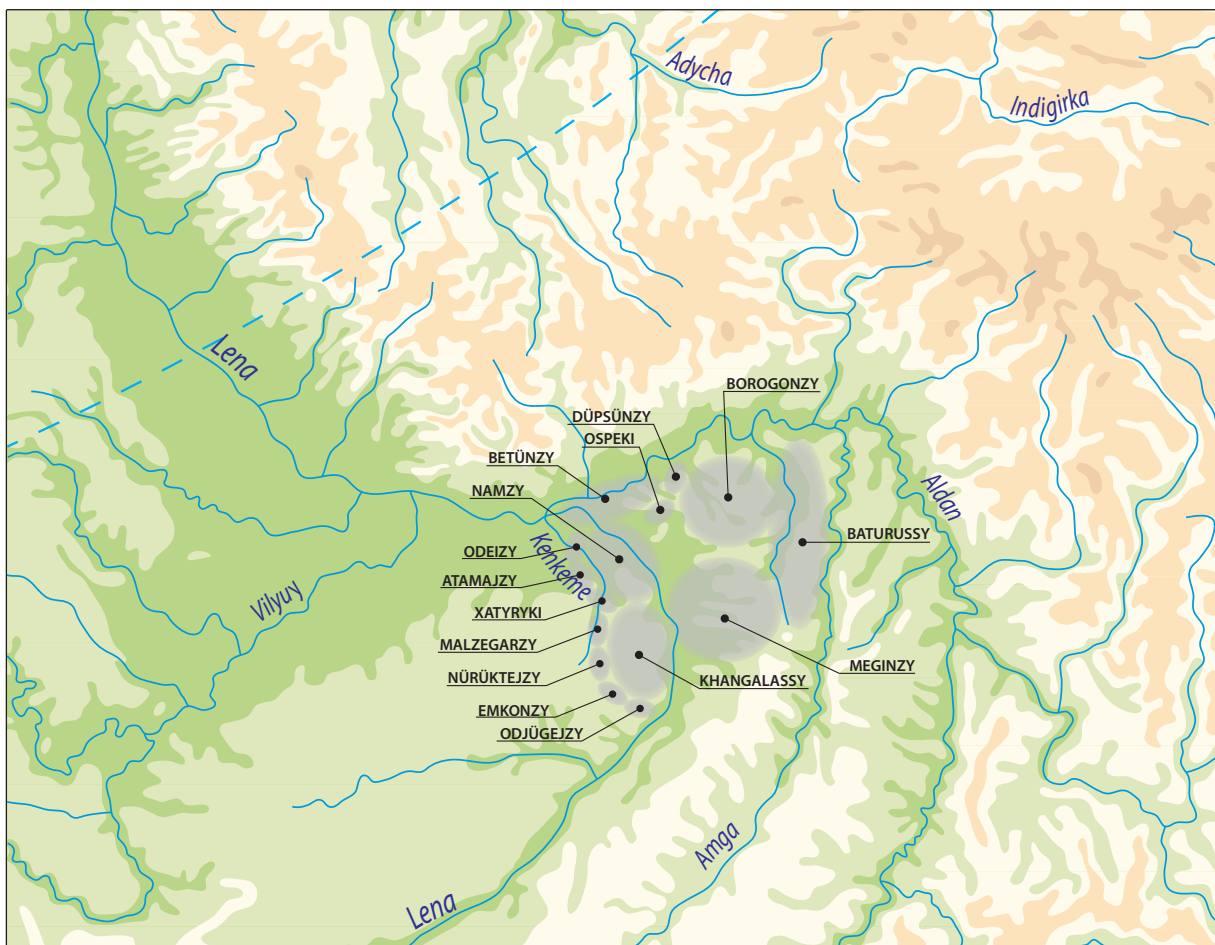 Adycha
Indigirka
Lena
BOROGONZY
DÜPSÜNZY
OSPEKI
BETÜNZY
NAMZY
Aldan
BATURUSSY
Kenkeme
ODEIZY
ATAMAJZY
Vilyuy
XATYRYKI
MALZEGARZY
MEGINZY
NÜRÜKTEJZY
KHANGALASSY
EMKONZY
ODJÜGEJZY
Amga
Lena